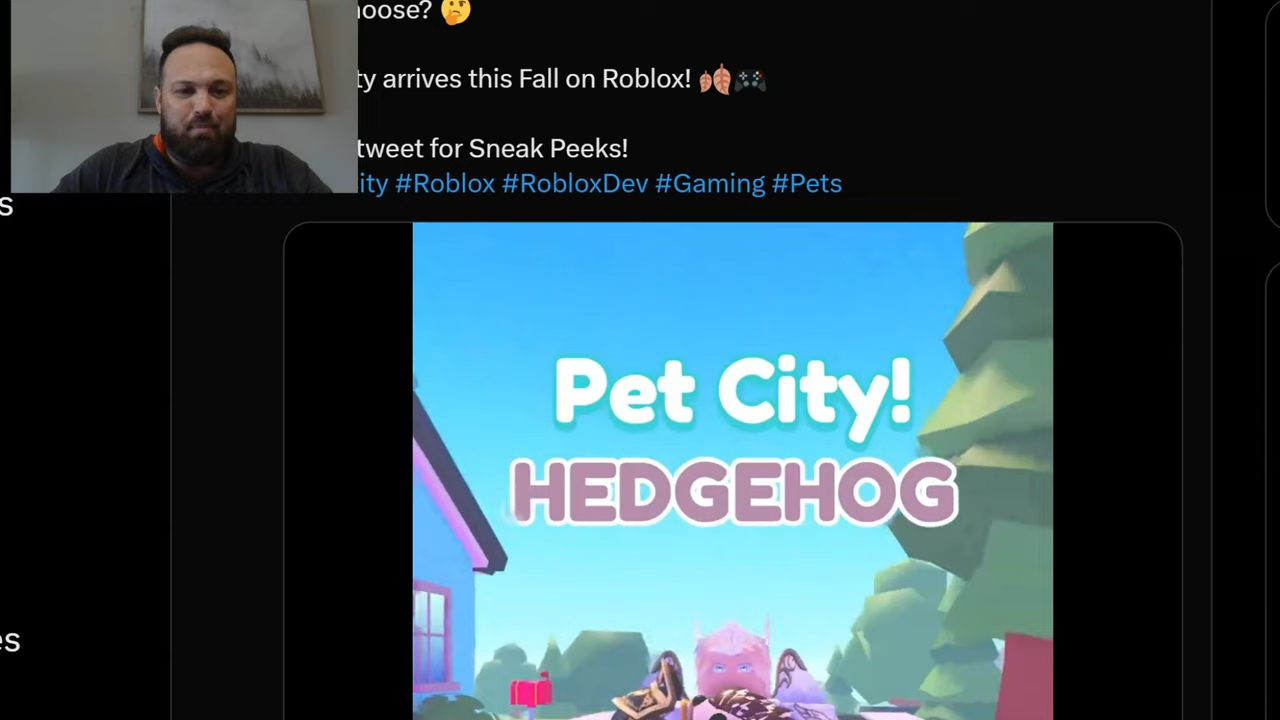 hoose? 🤔
ty arrives this Fall on Roblox! 🍂🎮
tweet for Sneak Peeks!
ity #Roblox #RobloxDev #Gaming #Pets
s
Pet City!
HEDGEHOG
es